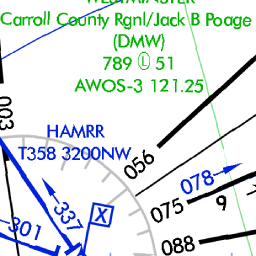 WESTMINSTER
Carroll County Rgnl/Jack B Poage
(DMW)
789 Ⓛ 51
AWOS-3 121.25
003
HAMRR
T358 3200NW
056
078→
337
X
075
9
301
088